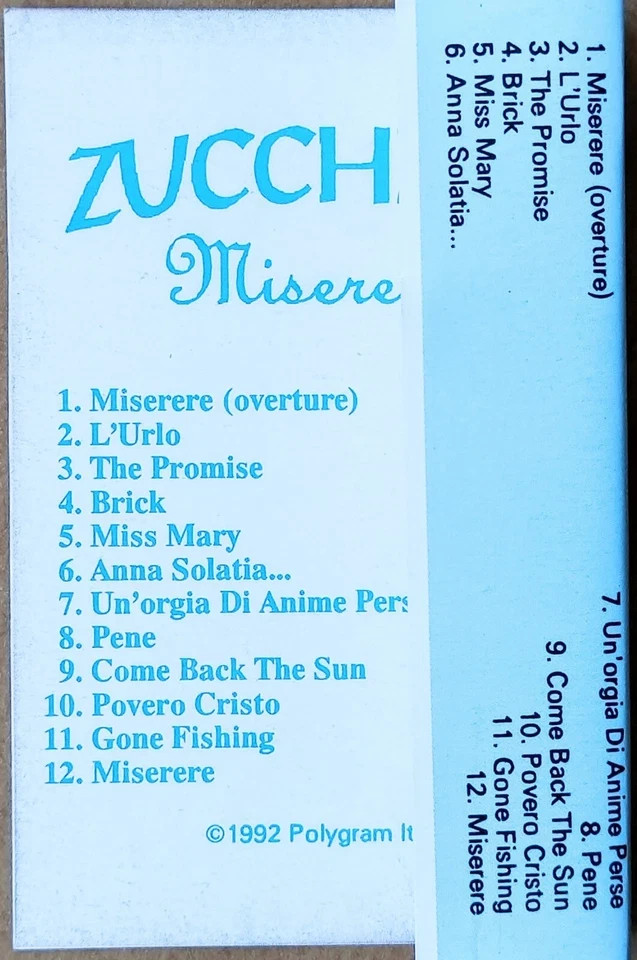 ZUCCH
Misere
1. Miserere (overture)
2. L'Urlo
3. The Promise
4. Brick
5. Miss Mary
6. Anna Solatia...
7. Un'orgia Di Anime Pers
8. Pene
9. Come Back The Sun
10. Povero Cristo
11. Gone Fishing
12. Miserere
©1992 Polygram It
1. Miserere (overture)
2. L'Urlo
3. The Promise
4. Brick
5. Miss Mary
6. Anna Solatia...
7. Un'orgia Di Anime Perse
8. Pene
9. Come Back The Sun
10. Povero Cristo
11. Gone Fishing
12. Miserere